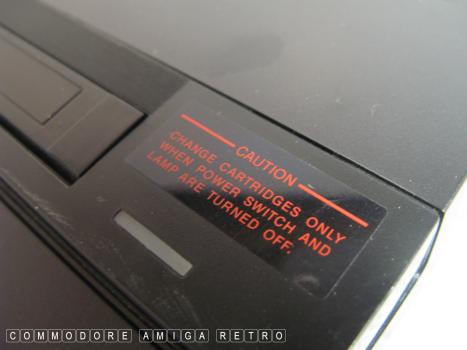 CAUTION
CHANGE CARTRIDGES ONLY
WHEN POWER SWITCH AND
LAMP ARE TURNED OFF.
COMMODORE AMIGA RETRO